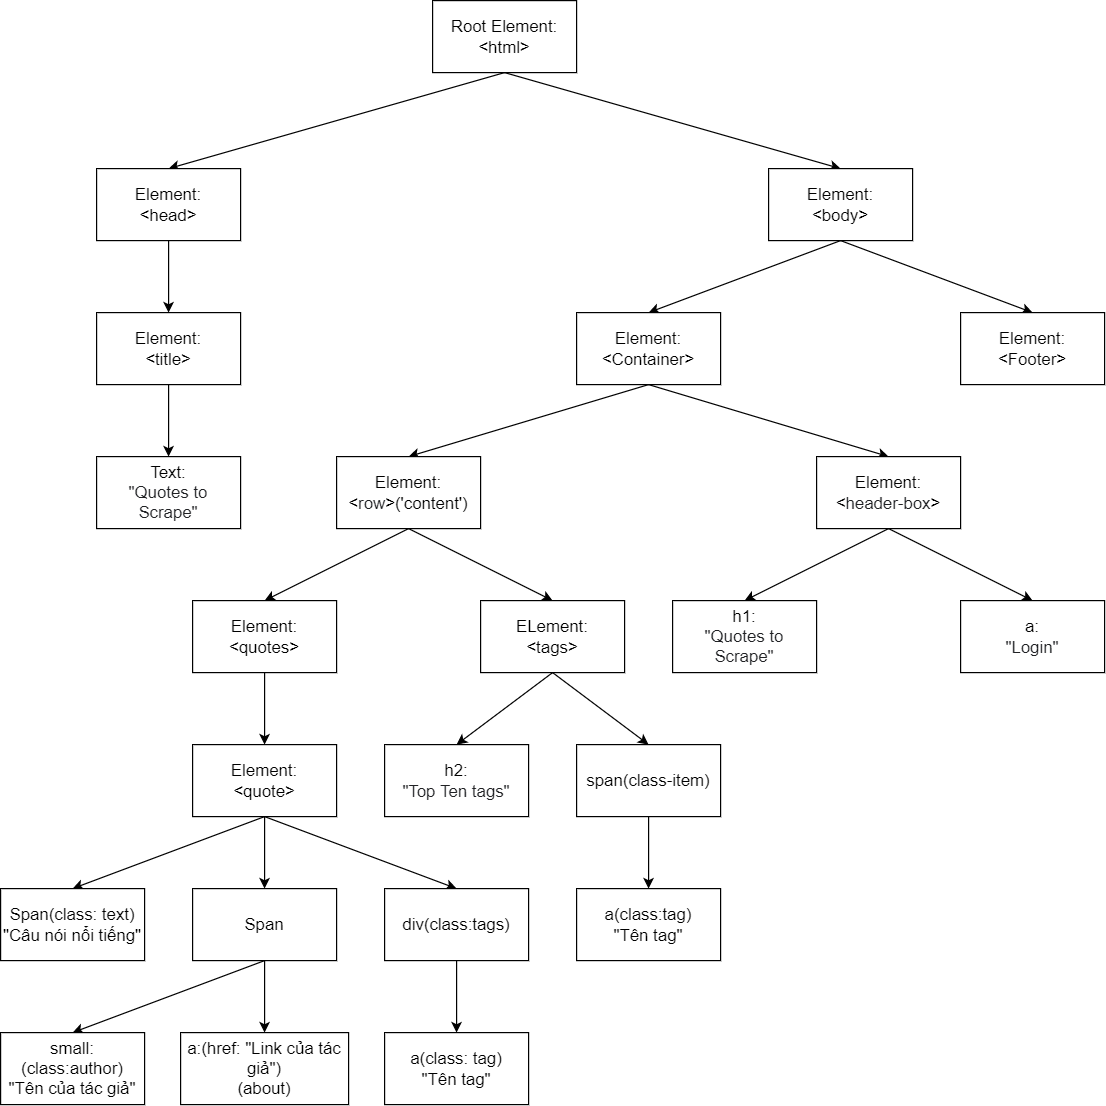 Root Element:
<html>
Element:
<head>
Element:
<body>
Element:
<title>
Element:
<Container>
Element:
<Footer>
Text:
"Quotes to
Scrape"
Element:
<row>('content')
Element:
<header-box>
Element:
<quotes>
ELement:
<tags>
h1:
"Quotes to
Scrape"
a:
"Login"
Element:
<quote>
h2:
"Top Ten tags"
span(class-item)
Span(class: text)
"Câu nói nổi tiếng"
Span
div(class:tags)
a(class:tag)
"Tên tag"
small:
(class:author)
"Tên của tác giả"
a:(href: "Link của tác
giả")
(about)
a(class: tag)
"Tên tag"